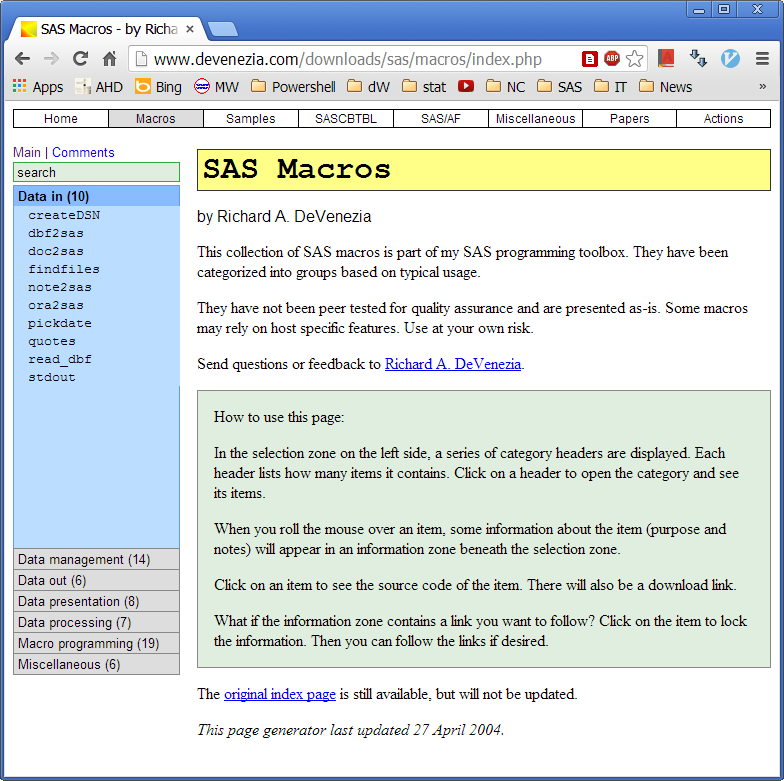 SAS Macros - by Richa
www.devenezia.com/downloads/sas/macros/index.php
ABP
Apps AHD Bing MW Powershell dW stat NC SAS IT News »
Home Macros Samples SASCBTBL SAS/AF Miscellaneous Papers Actions
Main | Comments
search
Data in (10)
createDSN
dbf2sas
doc2sas
findfiles
note2sas
ora2sas
pickdate
quotes
read_dbf
stdout
Data management (14)
Data out (6)
Data presentation (8)
Data processing (7)
Macro programming (19)
Miscellaneous (6)
SAS Macros
by Richard A. DeVenezia
This collection of SAS macros is part of my SAS programming toolbox. They have been
categorized into groups based on typical usage.
They have not been peer tested for quality assurance and are presented as-is. Some macros
may rely on host specific features. Use at your own risk.
Send questions or feedback to Richard A. DeVenezia.
How to use this page:
In the selection zone on the left side, a series of category headers are displayed. Each
header lists how many items it contains. Click on a header to open the category and see
its items.
When you roll the mouse over an item, some information about the item (purpose and
notes) will appear in an information zone beneath the selection zone.
Click on an item to see the source code of the item. There will also be a download link.
What if the information zone contains a link you want to follow? Click on the item to lock
the information. Then you can follow the links if desired.
The original index page is still available, but will not be updated.
This page generator last updated 27 April 2004.